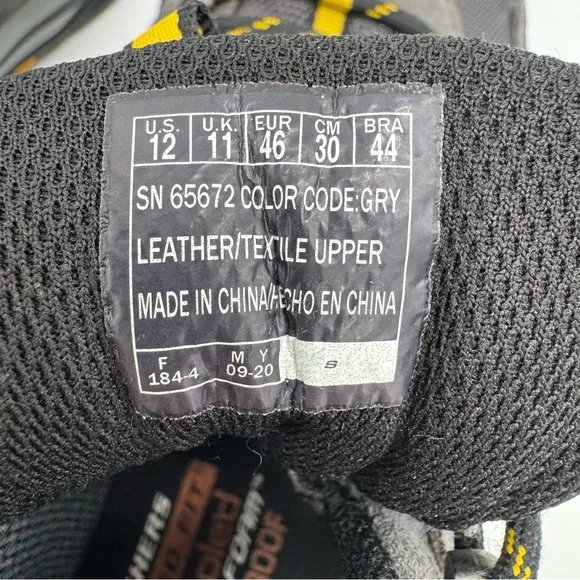 U.S. U.K. EUR CM BRA
12 11 46 30 44
SN 65672 COLOR CODE:GRY
LEATHER/TEXTILE UPPER
MADE IN CHINA/HECHO EN CHINA
F M Y
184-4 09-20
S